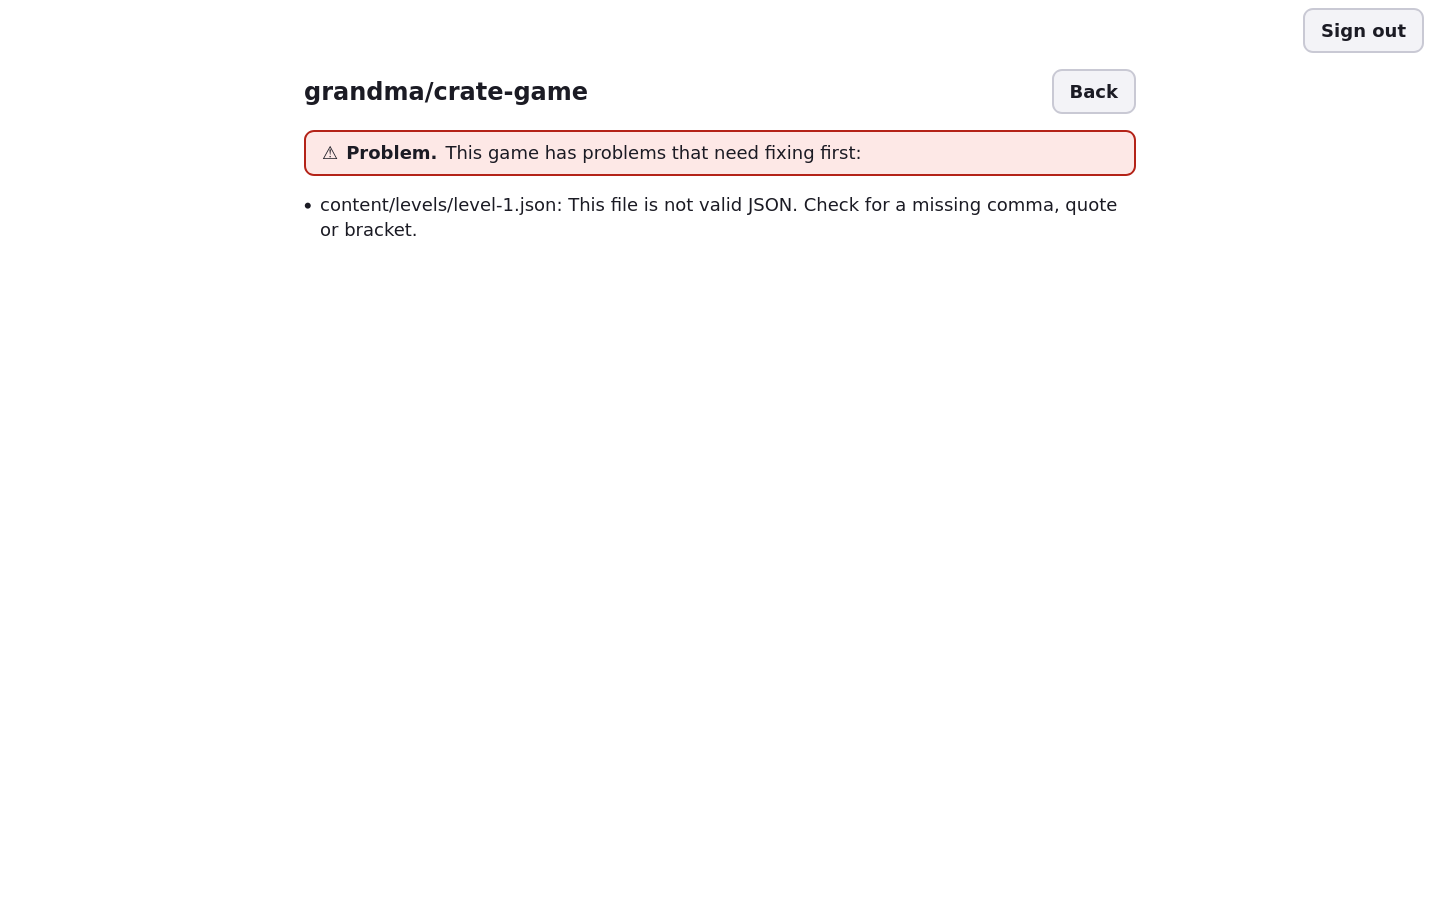 Sign out
grandma/crate-game
Back
⚠ Problem. This game has problems that need fixing first:
• content/levels/level-1.json: This file is not valid JSON. Check for a missing comma, quote
or bracket.